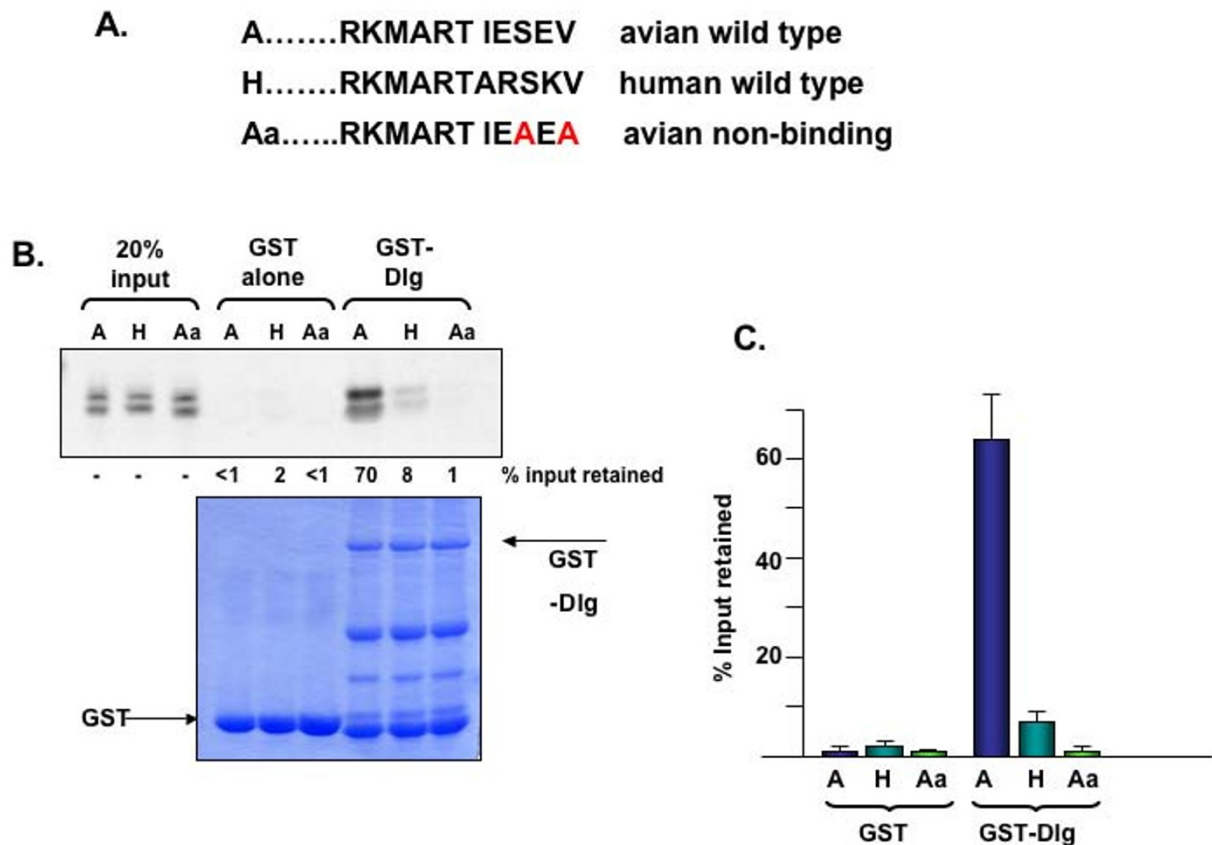 A.
A…….RKMART IESEV avian wild type
H…….RKMARTARSKV human wild type
Aa……RKMART IEAEA avian non-binding
B.
20% input
GST alone
GST-Dlg
A H Aa A H Aa A H Aa
- - - <1 2 <1 70 8 1 % input retained
GST
-Dlg
GST
C.
% Input retained
60
40
20
A H Aa A H Aa
GST GST-Dlg